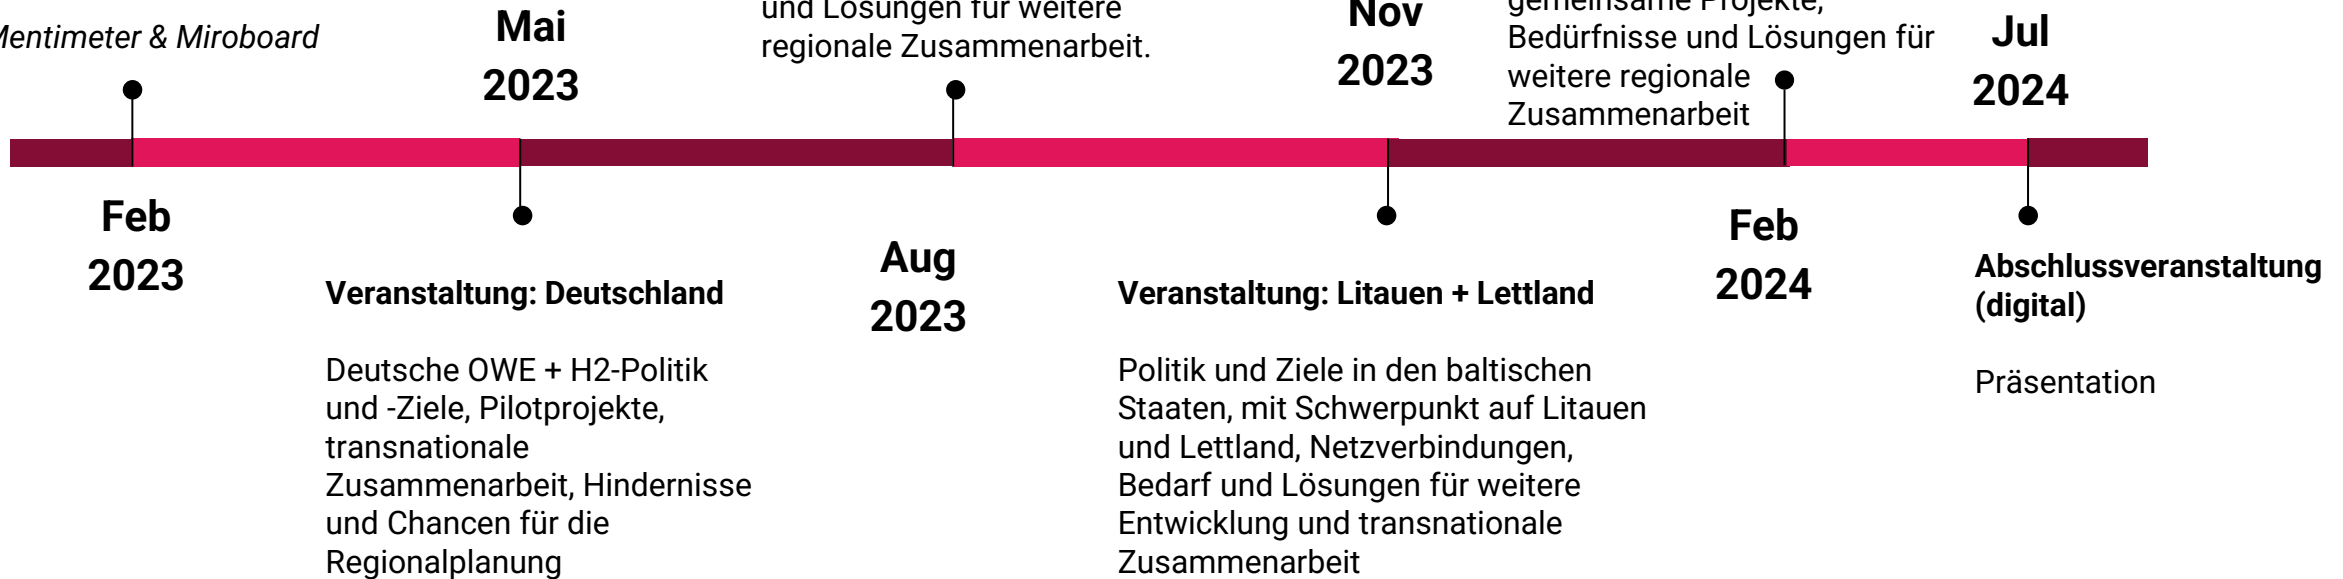 Mentimeter & Miroboard
Mai
2023
und Lösungen für weitere
regionale Zusammenarbeit.
Nov
2023
gemeinsame Projekte,
Bedürfnisse und Lösungen für
weitere regionale
Zusammenarbeit
Jul
2024
Feb
2023
Veranstaltung: Deutschland
Deutsche OWE + H2-Politik
und -Ziele, Pilotprojekte,
transnationale
Zusammenarbeit, Hindernisse
und Chancen für die
Regionalplanung
Aug
2023
Veranstaltung: Litauen + Lettland
Politik und Ziele in den baltischen
Staaten, mit Schwerpunkt auf Litauen
und Lettland, Netzverbindungen,
Bedarf und Lösungen für weitere
Entwicklung und transnationale
Zusammenarbeit
Feb
2024
Abschlussveranstaltung
(digital)
Präsentation